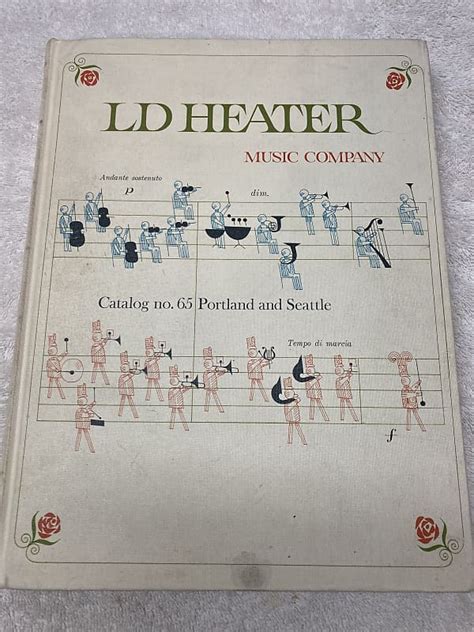 LD HEATER
MUSIC COMPANY
Andante sostenuto
p
dim.
Catalog no. 65 Portland and Seattle
Tempo di marcia
f